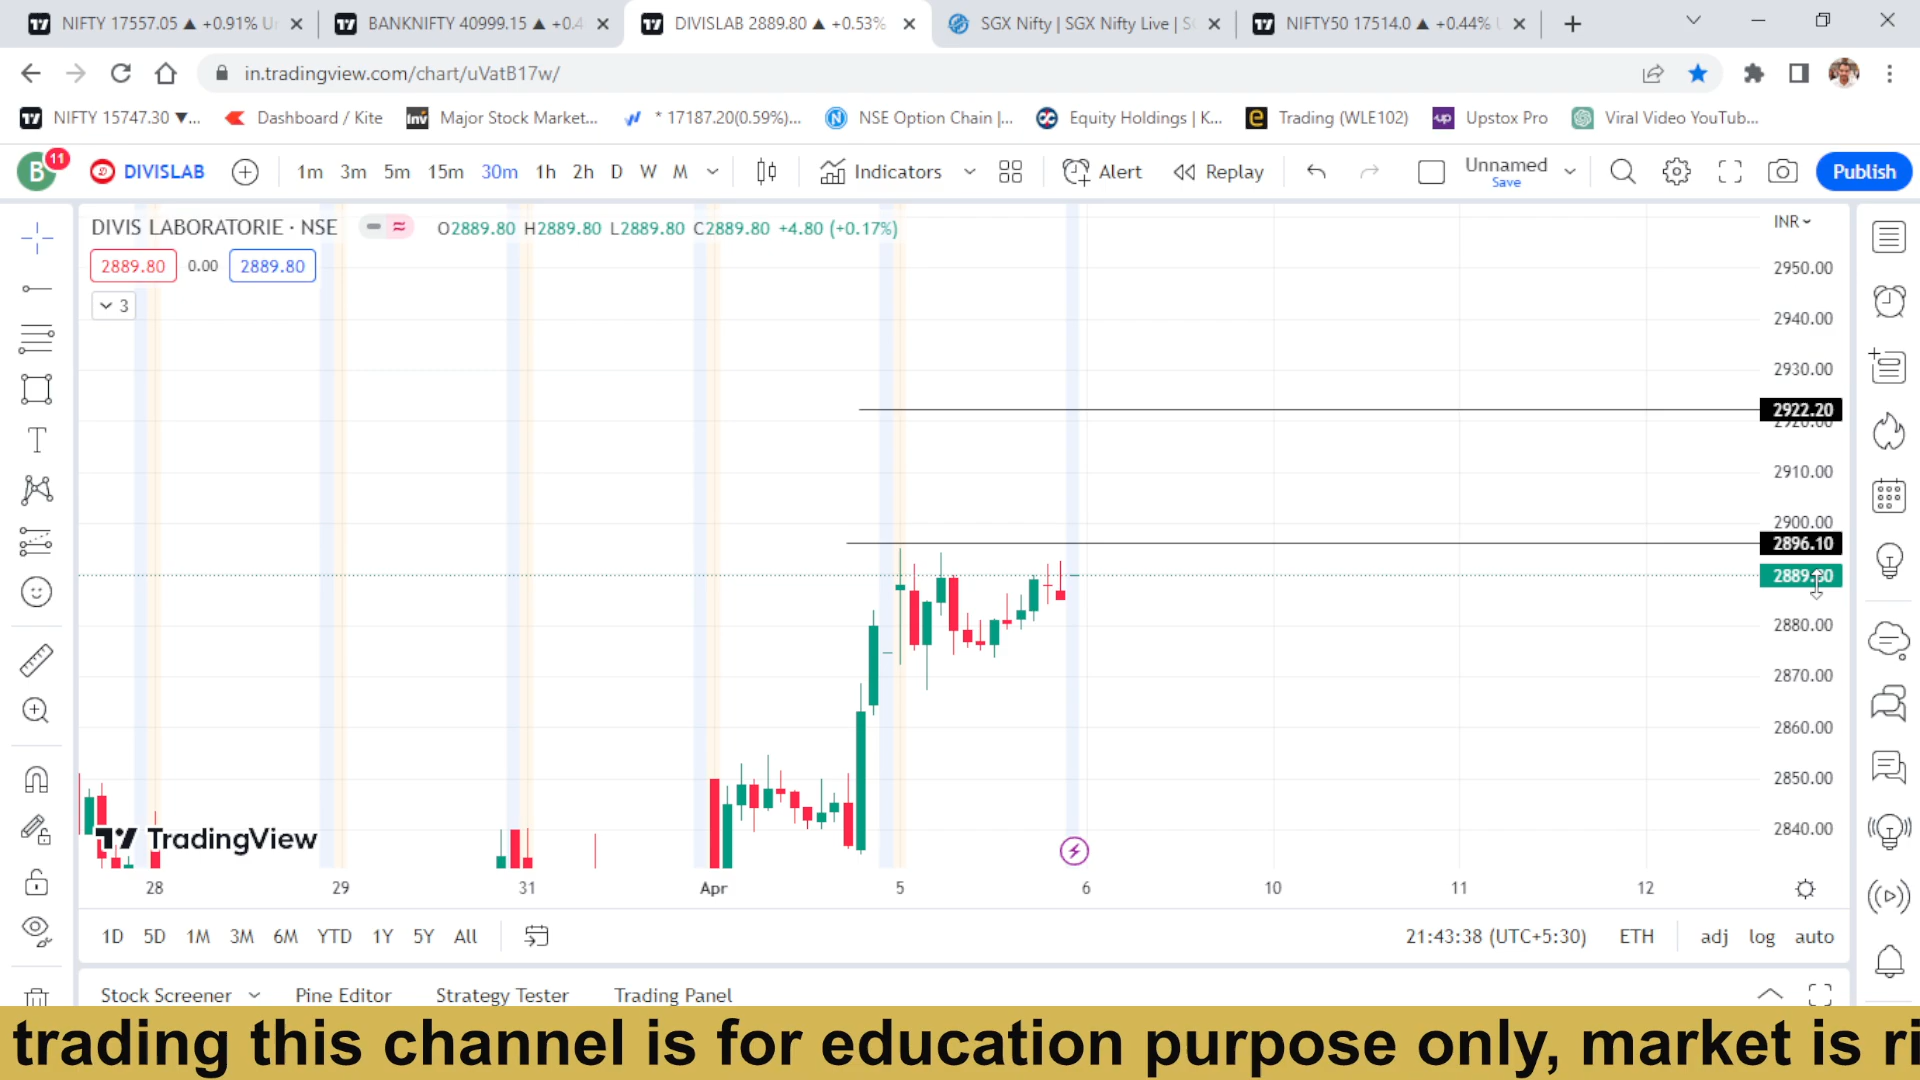 NIFTY 17557.05 ▲ +0.91% U
BANKNIFTY 40999.15 ▲ +0.4
DIVISLAB 2889.80 ▲ +0.53%
SGX Nifty | SGX Nifty Live | S
NIFTY50 17514.0 ▲ +0.44% U
in.tradingview.com/chart/uVatB17w/
NIFTY 15747.30 ▼...
Dashboard / Kite
Inv Major Stock Market...
* 17187.20(0.59%)...
NSE Option Chain |...
Equity Holdings | K...
Trading (WLE102)
up Upstox Pro
Viral Video YouTub...
B 11 DIVISLAB 1m 3m 5m 15m 30m 1h 2h D W M Indicators Alert Replay Unnamed Save Publish
DIVIS LABORATORIE · NSE O2889.80 H2889.80 L2889.80 C2889.80 +4.80 (+0.17%)
2889.80 0.00 2889.80
3
INR
2950.00
2940.00
2930.00
2922.20
2920.00
2910.00
2900.00
2896.10
2889.80
2880.00
2870.00
2860.00
2850.00
2840.00
TradingView
28 29 31 Apr 5 6 10 11 12
1D 5D 1M 3M 6M YTD 1Y 5Y All 21:43:38 (UTC+5:30) ETH adj log auto
Stock Screener Pine Editor Strategy Tester Trading Panel
trading this channel is for education purpose only, market is ri